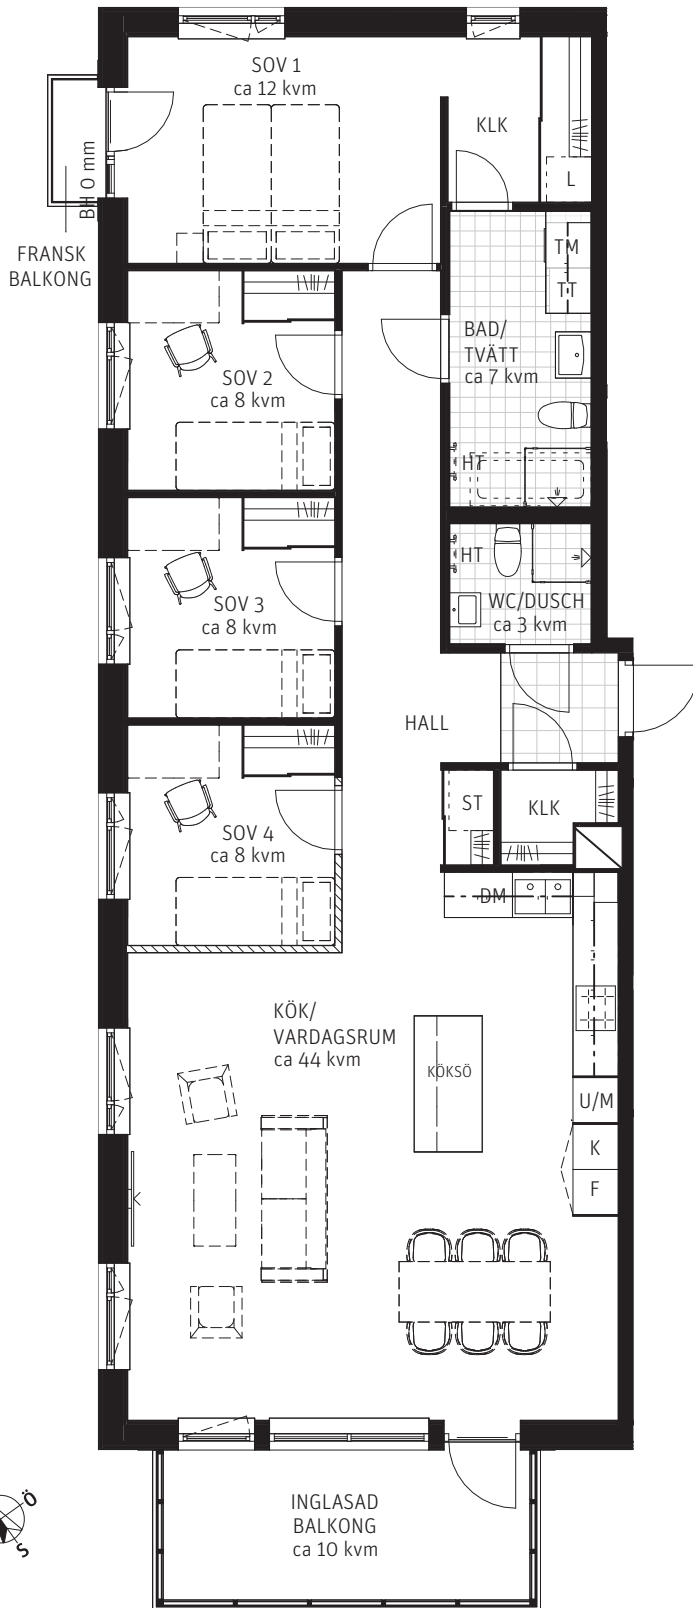 SOV 1
ca 12 kvm
KLK
L
BH 0 mm
FRANSK
BALKONG
TM
TT
BAD/
TVÄTT
ca 7 kvm
SOV 2
ca 8 kvm
HT
HT
SOV 3
ca 8 kvm
WC/DUSCH
ca 3 kvm
HALL
ST
KLK
SOV 4
ca 8 kvm
DM
KÖK/
VARDAGSRUM
ca 44 kvm
KÖKSÖ
U/M
K
F
INGLASAD
BALKONG
ca 10 kvm
Ö
S